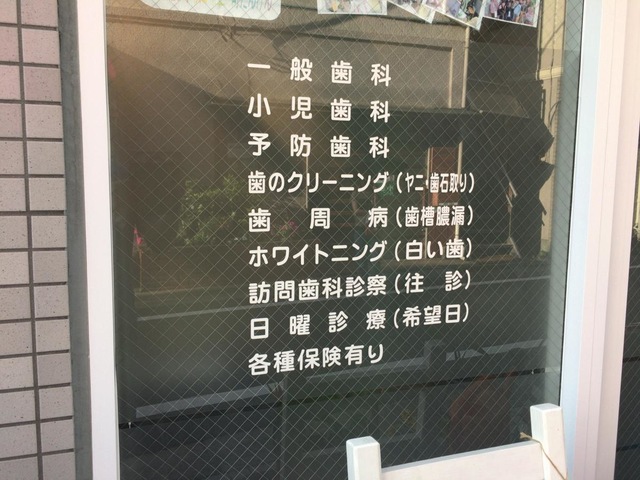 一般歯科
小児歯科
予防歯科
歯のクリーニング(ヤニ・歯石取り)
歯周病(歯槽膿漏)
ホワイトニング(白い歯)
訪問歯科診察(往診)
日曜診療(希望日)
各種保険有り